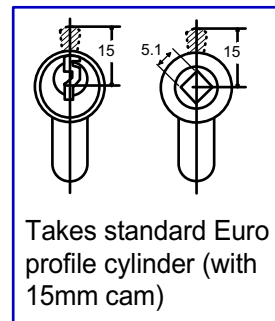 15
5.1
15
Takes standard Euro
profile cylinder (with
15mm cam)